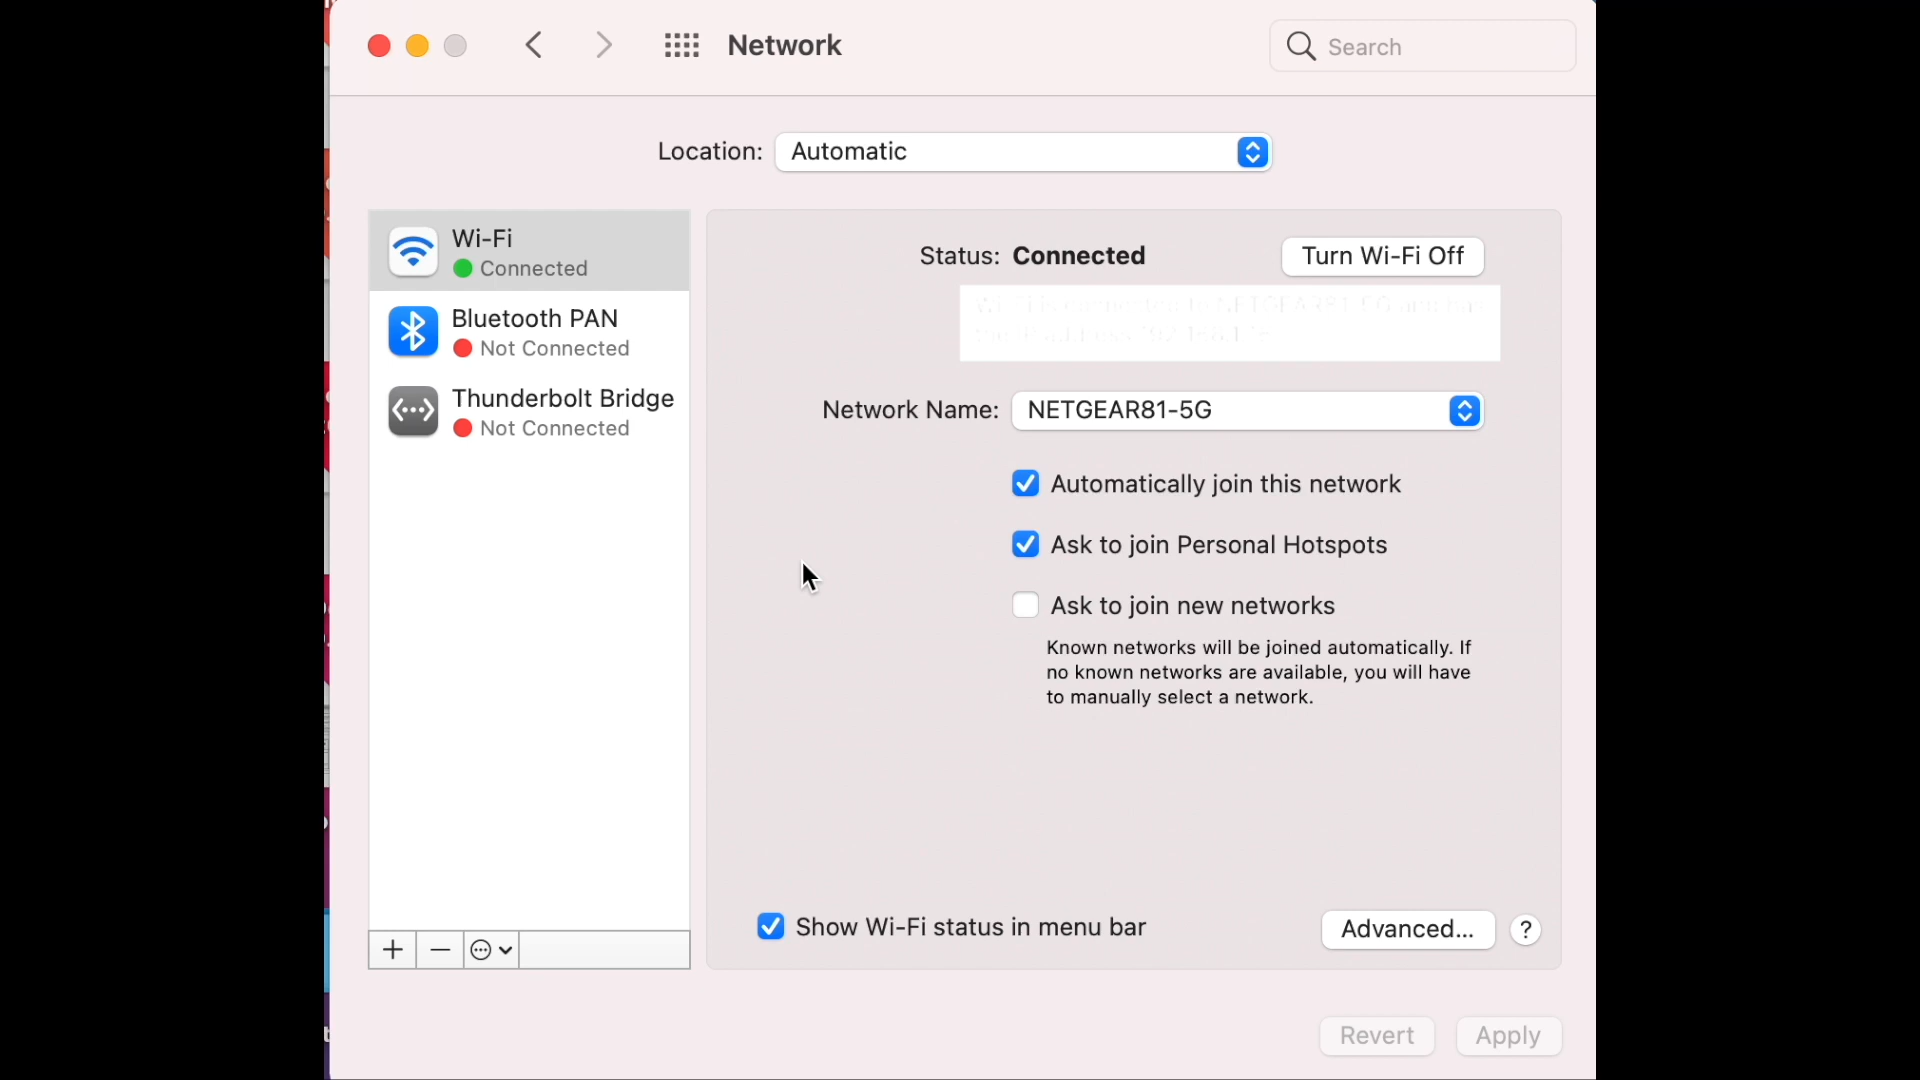 Network
Search
Location: Automatic
Wi-Fi
Connected
Bluetooth PAN
Not Connected
Thunderbolt Bridge
Not Connected
Status: Connected
Turn Wi-Fi Off
Network Name: NETGEAR81-5G
Automatically join this network
Ask to join Personal Hotspots
Ask to join new networks
Known networks will be joined automatically. If
no known networks are available, you will have
to manually select a network.
Show Wi-Fi status in menu bar
Advanced...
?
Revert
Apply